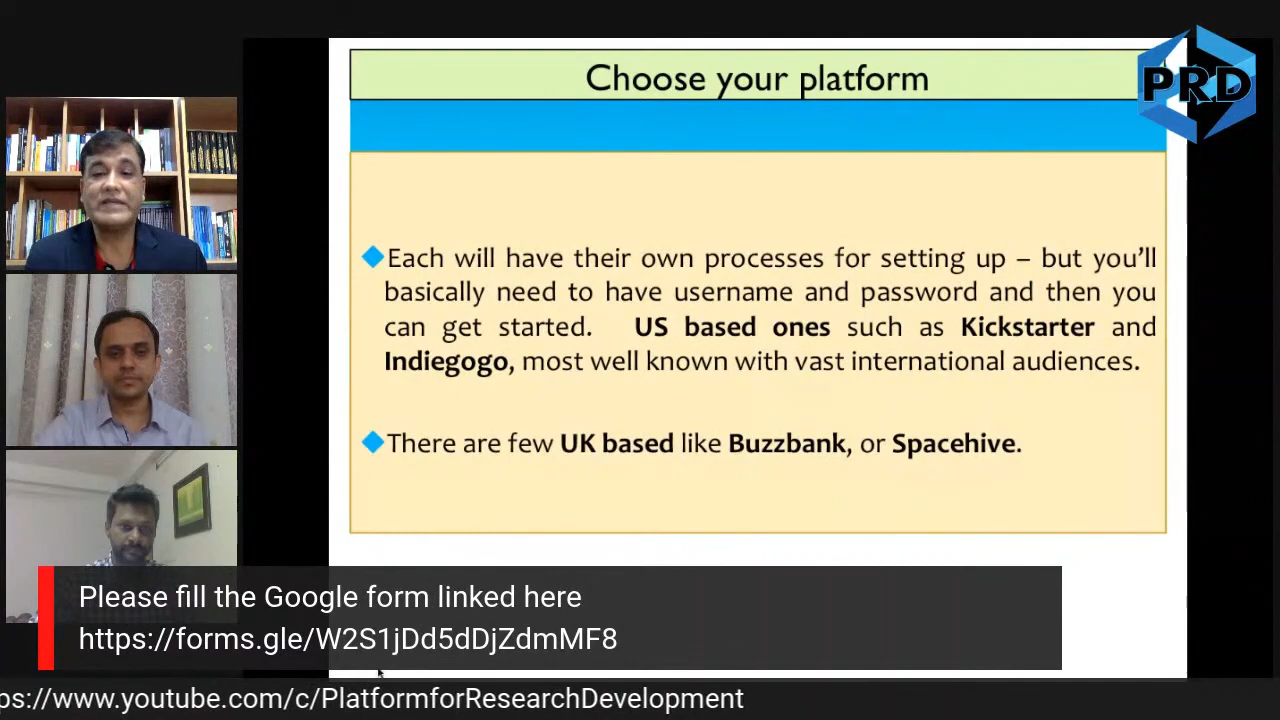 Choose your platform
PRD
Each will have their own processes for setting up – but you’ll
basically need to have username and password and then you
can get started. US based ones such as Kickstarter and
Indiegogo, most well known with vast international audiences.
There are few UK based like Buzzbank, or Spacehive.
Please fill the Google form linked here
https://forms.gle/W2S1jDd5dDjZdmMF8
ps://www.youtube.com/c/PlatformforResearchDevelopment